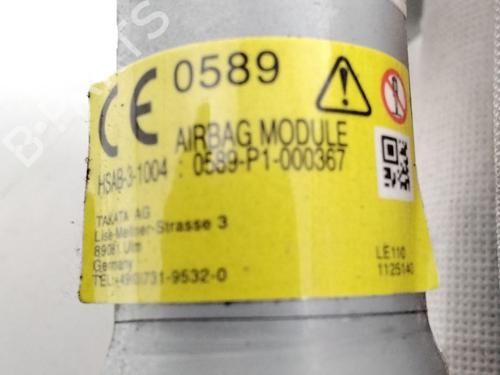 CE 0589
AIRBAG MODULE
HSAB-3-1004 : 0589-P1-000367
TAKATA AG
Lise-Meitner-Strasse 3
89081 Ulm
Germany
TEL:+49(0)731-9532-0
LE110
1125140